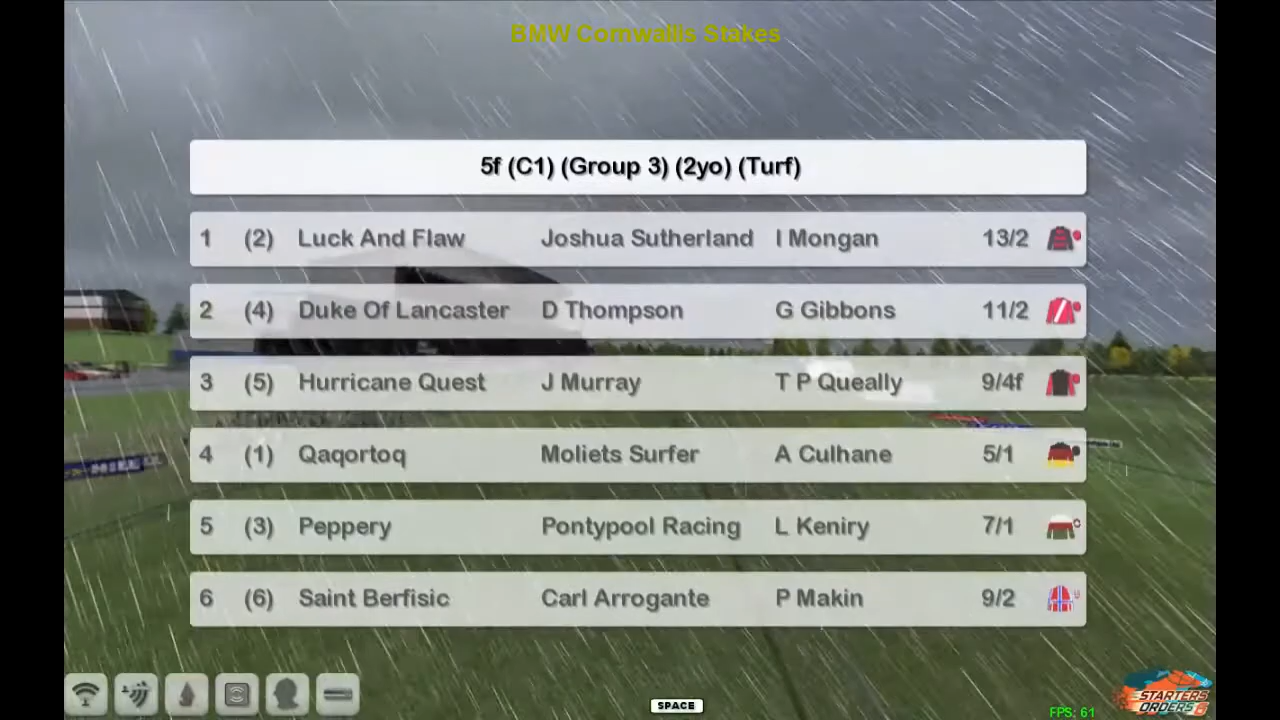 BMW Cornwallis Stakes
5f (C1) (Group 3) (2yo) (Turf)
1 (2) Luck And Flaw Joshua Sutherland I Mongan 13/2
2 (4) Duke Of Lancaster D Thompson G Gibbons 11/2
3 (5) Hurricane Quest J Murray T P Queally 9/4f
4 (1) Qaqortoq Moliets Surfer A Culhane 5/1
5 (3) Peppery Pontypool Racing L Keniry 7/1
6 (6) Saint Berfisic Carl Arrogante P Makin 9/2
SPACE
FPS: 61
STARTERS
ORDERS 6